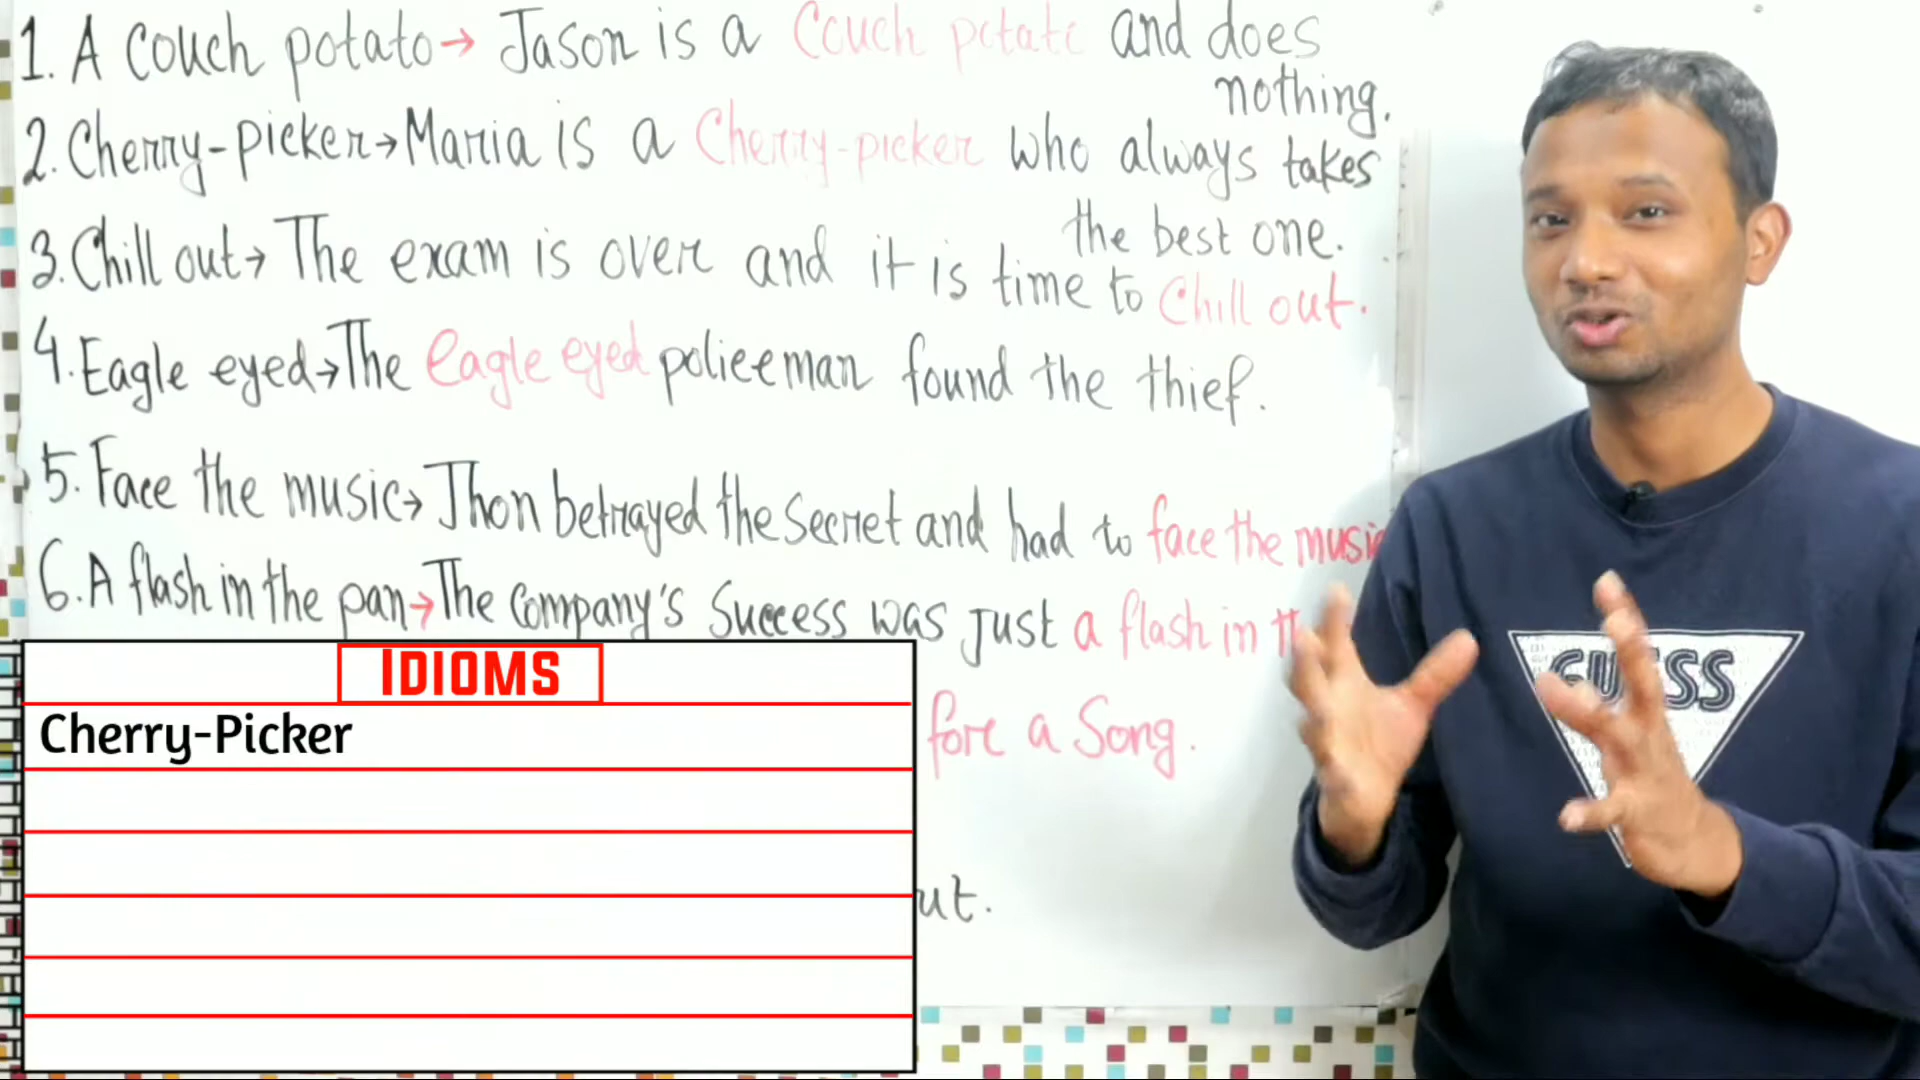 1. A couch potato→ Jason is a Couch potato and does
nothing.
2. Cherry-picker→Maria is a Cherry-picker who always takes
the best one.
3. Chill out→ The exam is over and it is time to Chill out.
4. Eagle eyed→The eagle eyed policeman found the thief.
5. Face the music→ Jhon betrayed the secret and had to face the music
6. A flash in the pan→The company's success was just a flash in
IDIOMS
Cherry-Picker
fore a Song.
ut.
GUESS